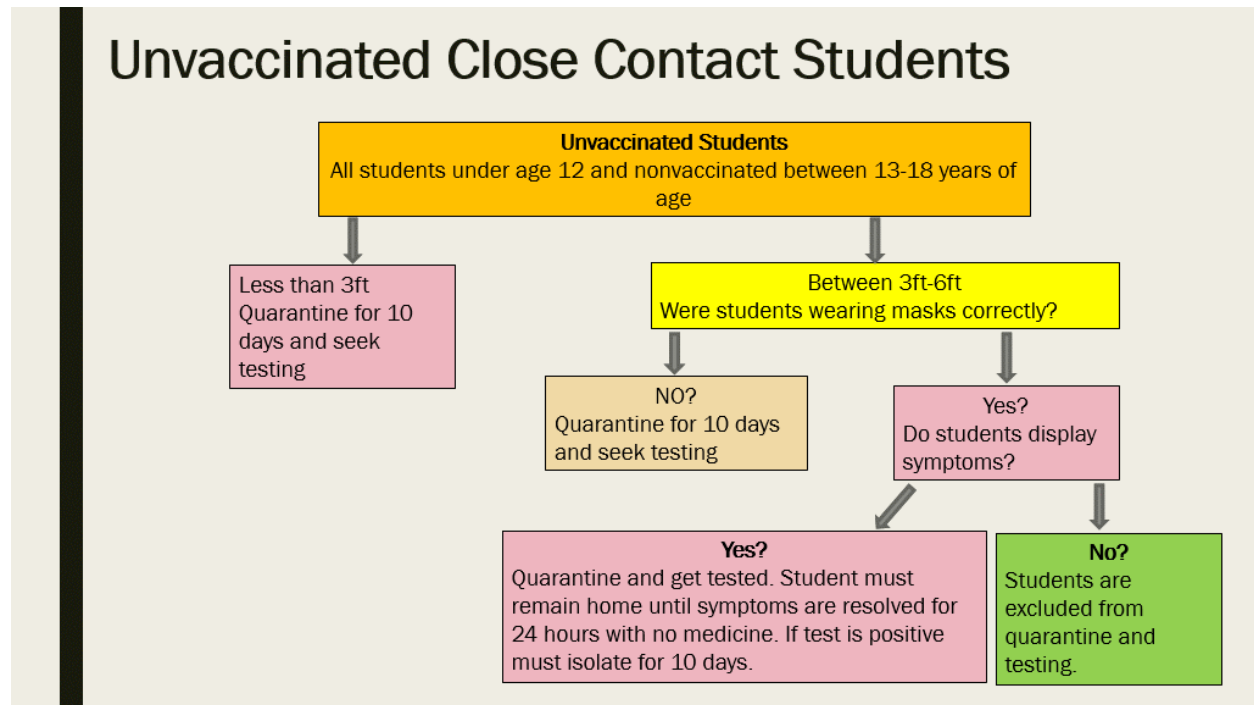 Unvaccinated Close Contact Students
Unvaccinated Students
All students under age 12 and nonvaccinated between 13-18 years of
age
Less than 3ft
Quarantine for 10
days and seek
testing
Between 3ft-6ft
Were students wearing masks correctly?
NO?
Quarantine for 10 days
and seek testing
Yes?
Do students display
symptoms?
Yes?
Quarantine and get tested. Student must
remain home until symptoms are resolved for
24 hours with no medicine. If test is positive
must isolate for 10 days.
No?
Students are
excluded from
quarantine and
testing.